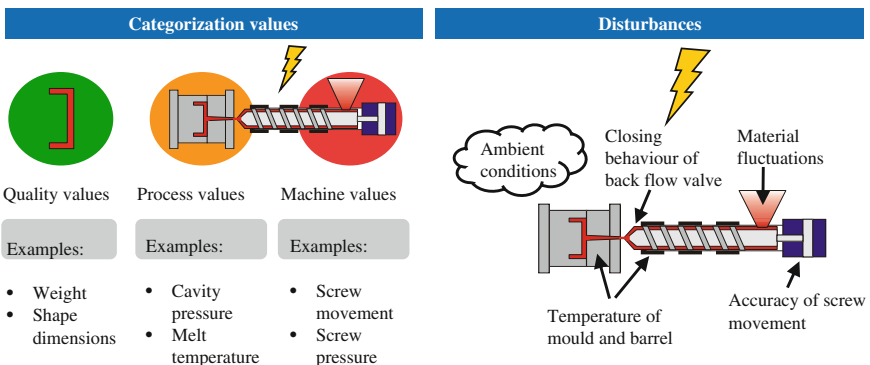 Categorization values
Quality values
Process values
Machine values
Examples:
• Weight
• Shape
dimensions
Examples:
• Cavity
pressure
• Melt
temperature
Examples:
• Screw
movement
• Screw
pressure
Disturbances
Ambient
conditions
Closing
behaviour of
back flow valve
Material
fluctuations
Temperature of
mould and barrel
Accuracy of screw
movement